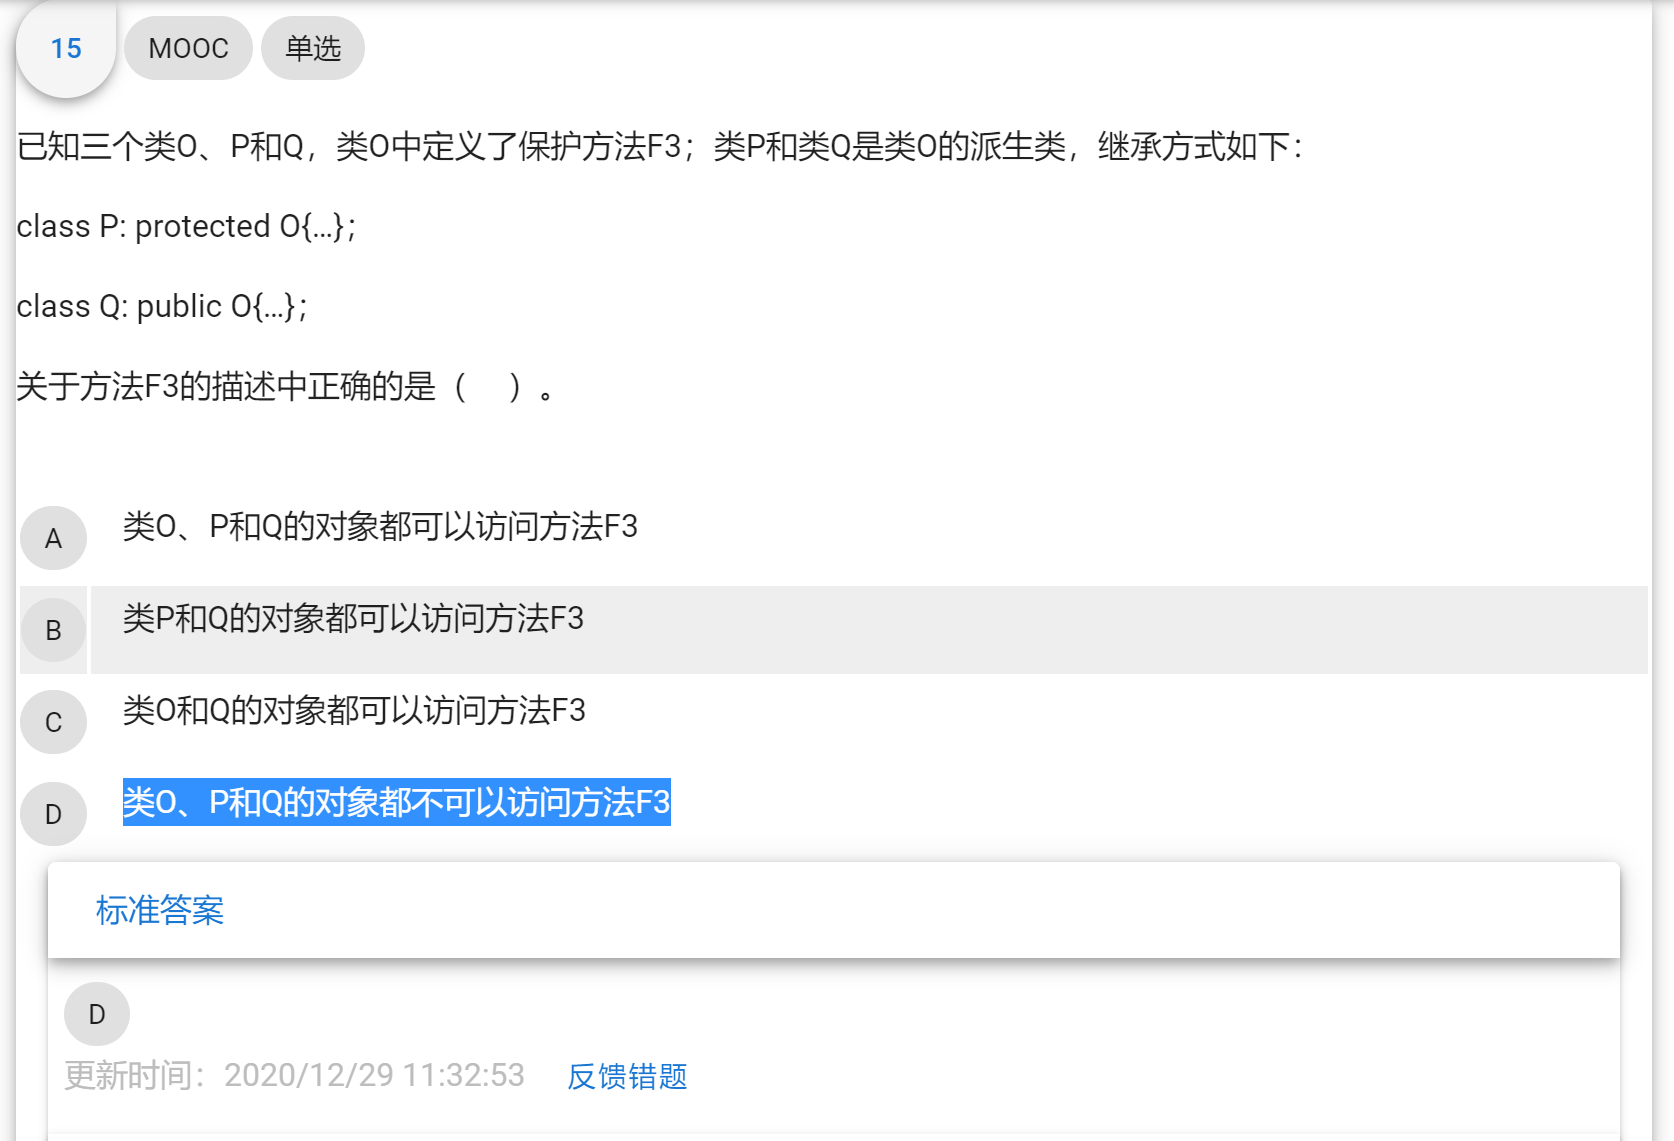 15 MOOC 单选
已知三个类O、P和Q，类O中定义了保护方法F3；类P和类Q是类O的派生类，继承方式如下：
class P: protected O{…}；
class Q: public O{…}；
关于方法F3的描述中正确的是（ ）。
A 类O、P和Q的对象都可以访问方法F3
B 类P和Q的对象都可以访问方法F3
C 类O和Q的对象都可以访问方法F3
D 类O、P和Q的对象都不可以访问方法F3
标准答案
D
更新时间：2020/12/29 11:32:53 反馈错题